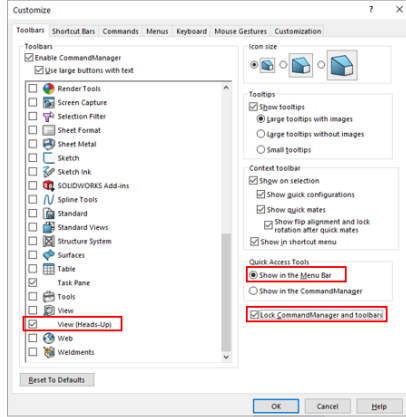 Customize
? X
Toolbars Shortcut Bars Commands Menus Keyboard Mouse Gestures Customization
Toolbars
Enable CommandManager
Use large buttons with text
Render Tools
Screen Capture
Selection Filter
Sheet Format
Sheet Metal
Sketch
Sketch Ink
SOLIDWORKS Add-ins
Spline Tools
Standard
Standard Views
Structure System
Surfaces
Table
Task Pane
Tools
View
View (Heads-Up)
Web
Weldments
Reset To Defaults
Icon size
Tooltips
Show tooltips
Large tooltips with images
Large tooltips without images
Small tooltips
Context toolbar
Show on selection
Show quick configurations
Show quick mates
Show flip alignment and lock
rotation after quick mates
Show in shortcut menu
Quick Access Tools
Show in the Menu Bar
Show in the CommandManager
Lock CommandManager and toolbars
OK Cancel Help